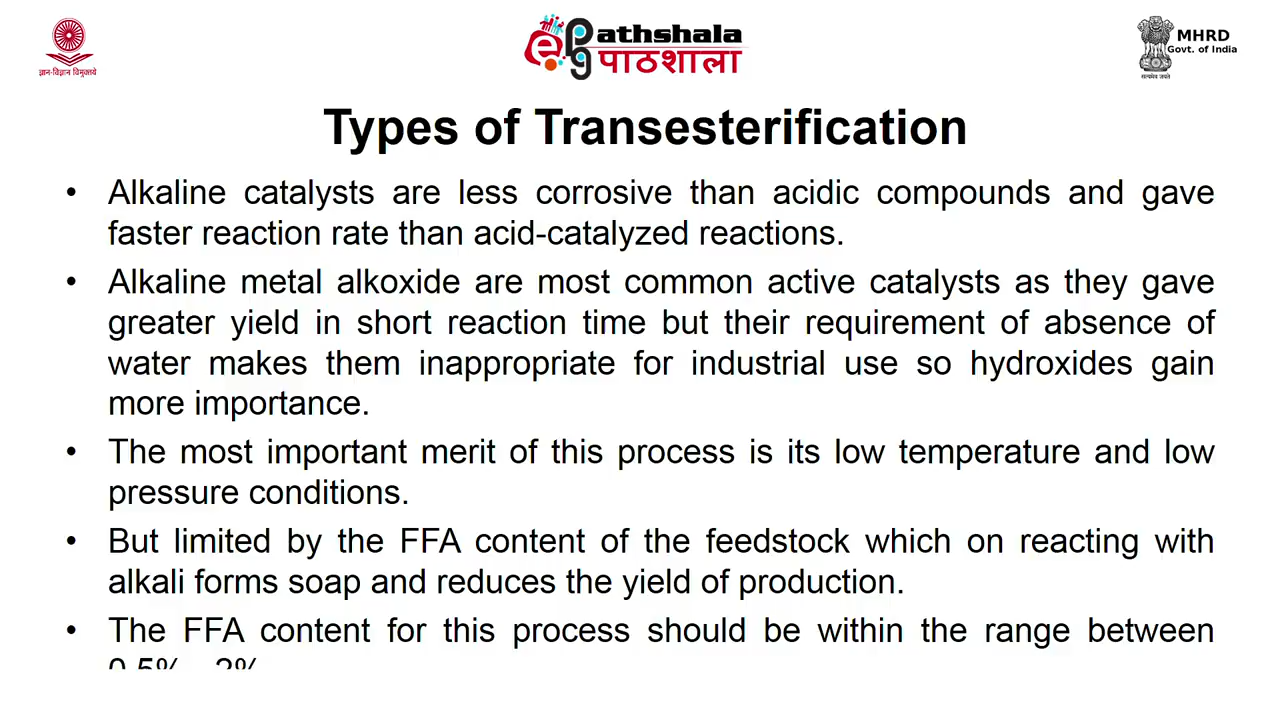 ज्ञान-विज्ञान विमुक्तये
e Pathshala
पाठशाला
MHRD
Govt. of India
सत्यमेव जयते
Types of Transesterification
• Alkaline catalysts are less corrosive than acidic compounds and gave
faster reaction rate than acid-catalyzed reactions.
• Alkaline metal alkoxide are most common active catalysts as they gave
greater yield in short reaction time but their requirement of absence of
water makes them inappropriate for industrial use so hydroxides gain
more importance.
• The most important merit of this process is its low temperature and low
pressure conditions.
• But limited by the FFA content of the feedstock which on reacting with
alkali forms soap and reduces the yield of production.
• The FFA content for this process should be within the range between